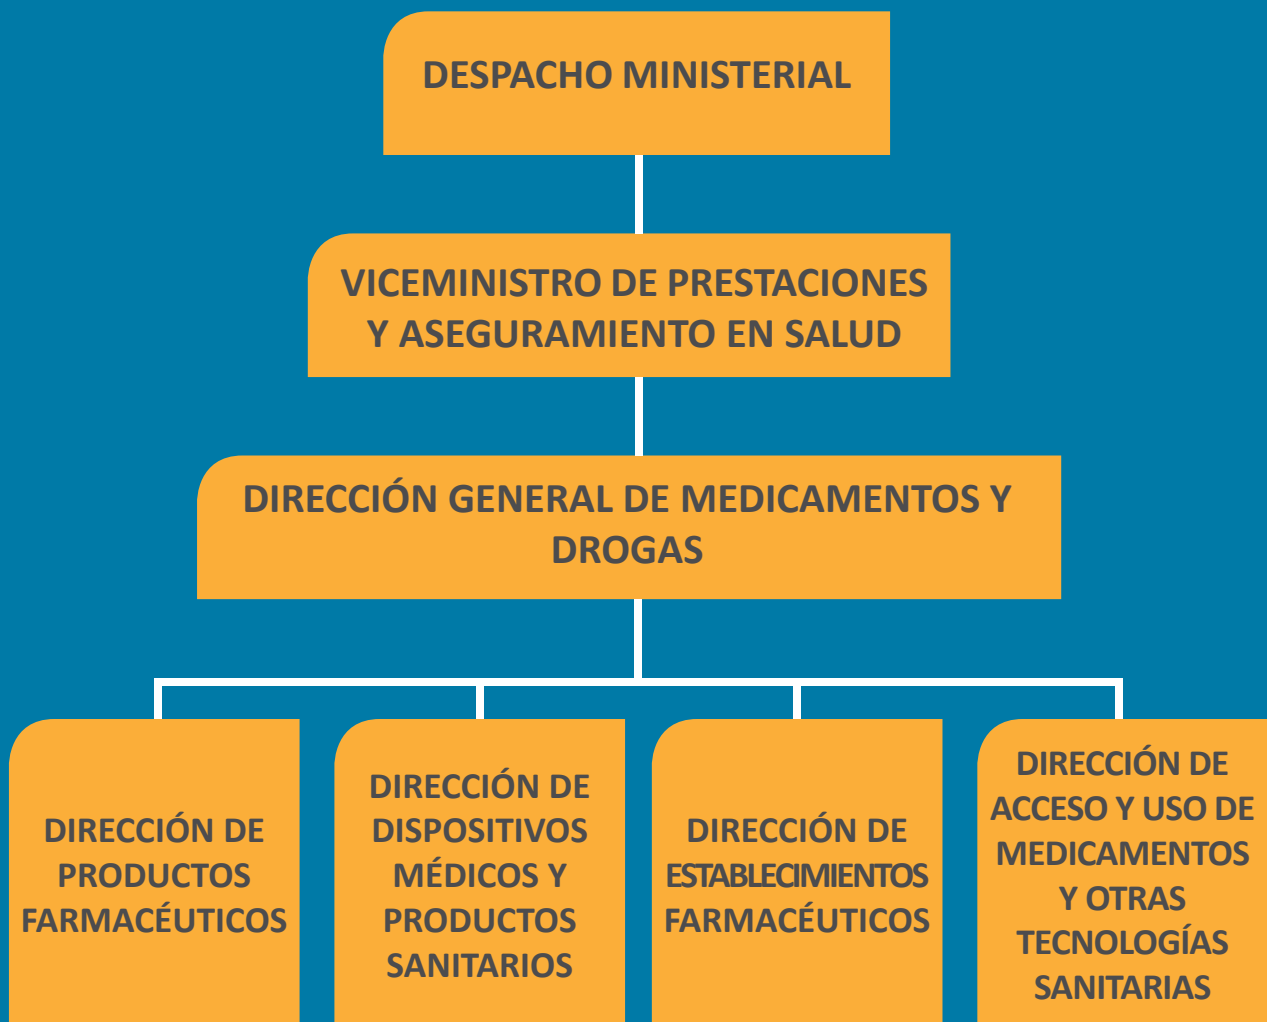 DESPACHO MINISTERIAL
VICEMINISTRO DE PRESTACIONES
Y ASEGURAMIENTO EN SALUD
DIRECCIÓN GENERAL DE MEDICAMENTOS Y
DROGAS
DIRECCIÓN DE
PRODUCTOS
FARMACÉUTICOS
DIRECCIÓN DE
DISPOSITIVOS
MÉDICOS Y
PRODUCTOS
SANITARIOS
DIRECCIÓN DE
ESTABLECIMIENTOS
FARMACÉUTICOS
DIRECCIÓN DE
ACCESO Y USO DE
MEDICAMENTOS
Y OTRAS
TECNOLOGÍAS
SANITARIAS